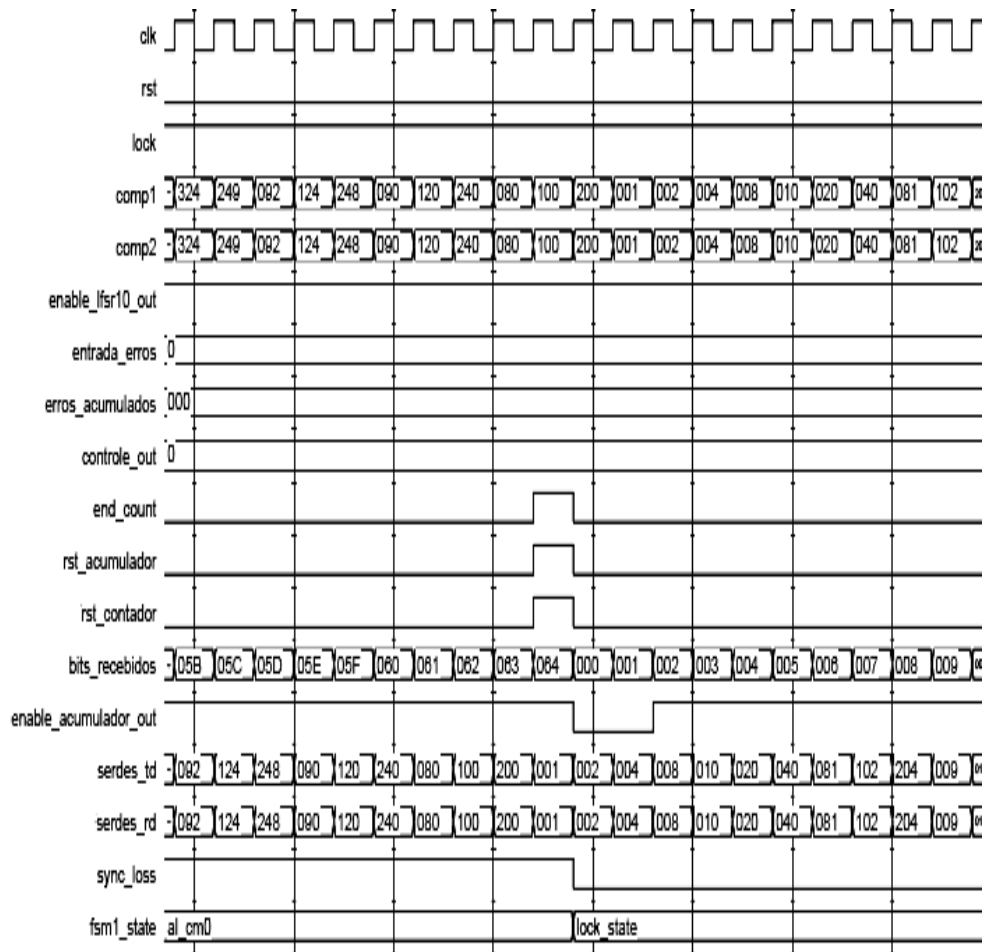 clk
rst
lock
comp1 - 324 249 092 124 248 090 120 240 080 100 200 001 002 004 008 010 020 040 081 102 20
comp2 - 324 249 092 124 248 090 120 240 080 100 200 001 002 004 008 010 020 040 081 102 20
enable_lfsr10_out
entrada_erros 0
erros_acumulados 000
controle_out 0
end_count
rst_acumulador
rst_contador
bits_recebidos - 05B 05C 05D 05E 05F 060 061 062 063 064 000 001 002 003 004 005 006 007 008 009 00
enable_acumulador_out
serdes_td - 092 124 248 090 120 240 080 100 200 001 002 004 008 010 020 040 081 102 204 009 01
serdes_rd - 092 124 248 090 120 240 080 100 200 001 002 004 008 010 020 040 081 102 204 009 01
sync_loss
fsm1_state al_cm0 lock_state